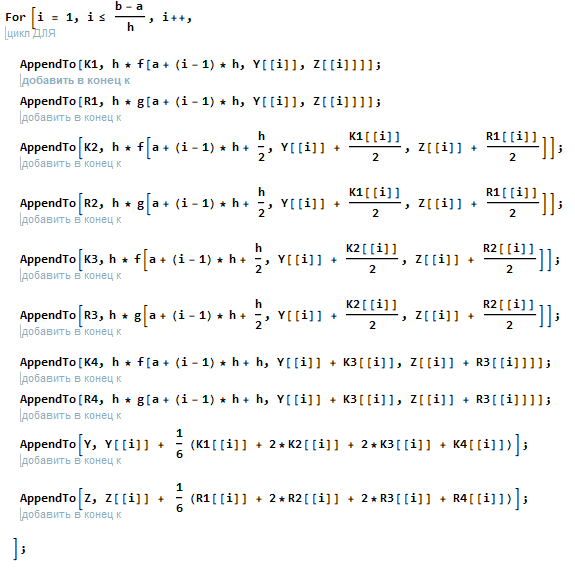 For[i = 1, i ≤ (b - a)/h, i++,
цикл ДЛЯ
AppendTo[K1, h * f[a + (i - 1) * h, Y[[i]], Z[[i]]]];
добавить в конец к
AppendTo[R1, h * g[a + (i - 1) * h, Y[[i]], Z[[i]]]];
добавить в конец к
AppendTo[K2, h * f[a + (i - 1) * h + h/2, Y[[i]] + K1[[i]]/2, Z[[i]] + R1[[i]]/2]];
добавить в конец к
AppendTo[R2, h * g[a + (i - 1) * h + h/2, Y[[i]] + K1[[i]]/2, Z[[i]] + R1[[i]]/2]];
добавить в конец к
AppendTo[K3, h * f[a + (i - 1) * h + h/2, Y[[i]] + K2[[i]]/2, Z[[i]] + R2[[i]]/2]];
добавить в конец к
AppendTo[R3, h * g[a + (i - 1) * h + h/2, Y[[i]] + K2[[i]]/2, Z[[i]] + R2[[i]]/2]];
добавить в конец к
AppendTo[K4, h * f[a + (i - 1) * h + h, Y[[i]] + K3[[i]], Z[[i]] + R3[[i]]]];
добавить в конец к
AppendTo[R4, h * g[a + (i - 1) * h + h, Y[[i]] + K3[[i]], Z[[i]] + R3[[i]]]];
добавить в конец к
AppendTo[Y, Y[[i]] + 1/6 (K1[[i]] + 2 * K2[[i]] + 2 * K3[[i]] + K4[[i]])];
добавить в конец к
AppendTo[Z, Z[[i]] + 1/6 (R1[[i]] + 2 * R2[[i]] + 2 * R3[[i]] + R4[[i]])];
добавить в конец к
];